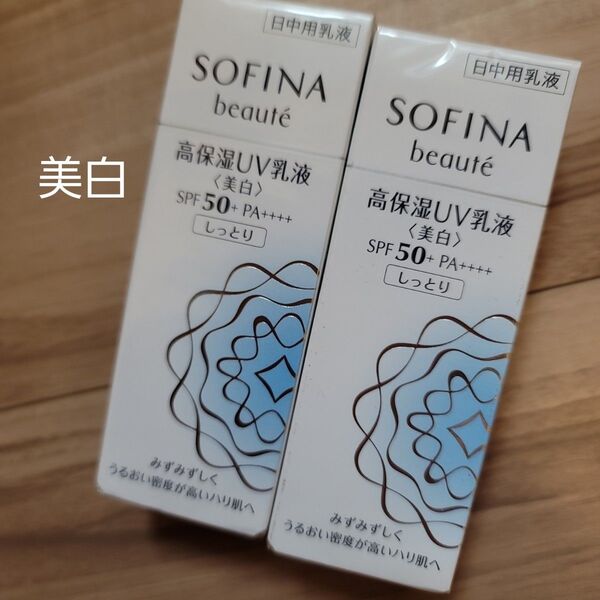 美白
日中用乳液
SOFINA
beauté
高保湿UV乳液
〈美白〉
SPF50+ PA++++
しっとり
みずみずしく
うるおい密度が高いハリ肌へ
日中用乳液
SOFINA
beauté
高保湿UV乳液
〈美白〉
SPF50+ PA++++
しっとり
みずみずしく
うるおい密度が高いハリ肌へ